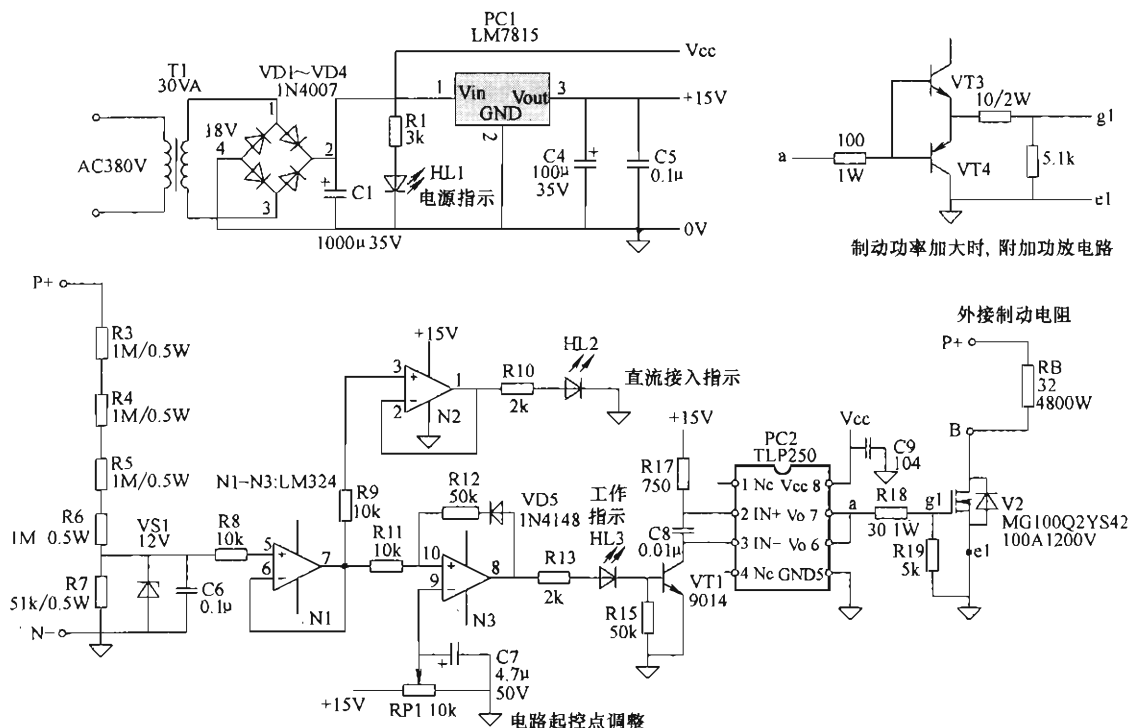 PC1
LM7815
Vcc
T1
30VA
VD1~VD4
1N4007
1
1
Vin
Vout
3
+15V
GND
2
AC380V
18V
4
2
3
R1
3k
HL1
电源指示
C1
1000μ 35V
C4
100μ
35V
C5
0.1μ
0V
VT3
10/2W
g1
a
100
1W
VT4
5.1k
e1
制动功率加大时, 附加功放电路
P+
R3
1M/0.5W
R4
1M/0.5W
R5
1M/0.5W
R6
1M 0.5W
R7
51k/0.5W
N-
VS1
12V
C6
0.1μ
R8
10k
N1~N3:LM324
5
+
6
-
7
N1
R9
10k
+15V
3
+
2
-
1
N2
R10
2k
HL2
直流接入指示
R11
10k
R12
50k
VD5
1N4148
10
+
9
-
8
N3
C7
4.7μ
50V
+15V
RP1 10k
电路起控点调整
R13
2k
工作
指示
HL3
R15
50k
VT1
9014
+15V
R17
750
C8
0.01μ
PC2
TLP250
1 Nc Vcc 8
2 IN+ Vo 7
3 IN- Vo 6
4 Nc GND5
Vcc
C9
104
a
R18
30 1W
g1
R19
5k
外接制动电阻
P+
RB
32
4800W
B
V2
MG100Q2YS42
100A1200V
e1